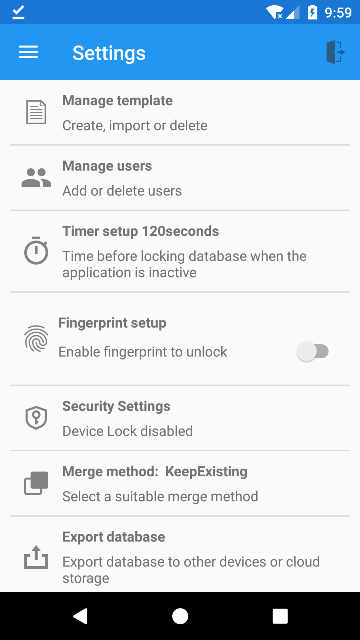 9:59
Settings
Manage template
Create, import or delete
Manage users
Add or delete users
Timer setup 120seconds
Time before locking database when the
application is inactive
Fingerprint setup
Enable fingerprint to unlock
Security Settings
Device Lock disabled
Merge method:  KeepExisting
Select a suitable merge method
Export database
Export database to other devices or cloud
storage